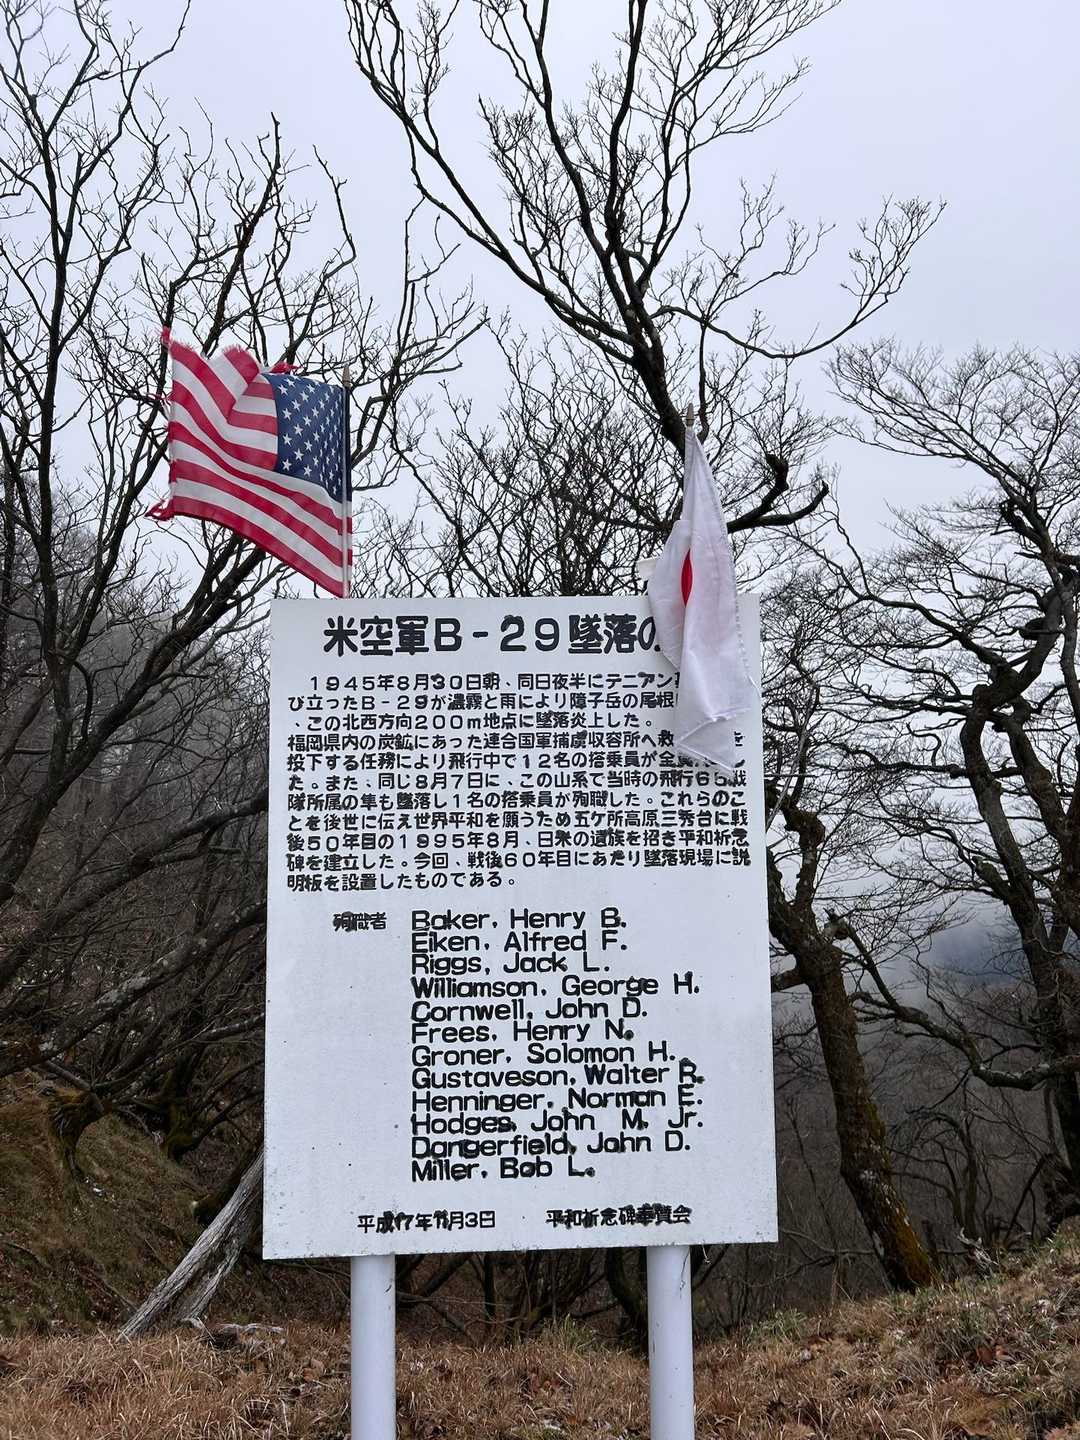 米空軍B-29墜落の
1945年8月30日朝、同日夜半にテニアン
び立ったB-29が濃霧と雨により障子岳の尾根
、この北西方向200m地点に墜落炎上した。
福岡県内の炭鉱にあった連合国軍捕虜収容所へ救 を
投下する任務により飛行中で12名の搭乗員が全員 し
た。また、同じ8月7日に、この山系で当時の飛行65戦
隊所属の隼も墜落し1名の搭乗員が殉職した。これらのこ
とを後世に伝え世界平和を願うため五ケ所高原三秀台に戦
後50年目の1995年8月、日米の遺族を招き平和祈念
碑を建立した。今回、戦後60年目にあたり墜落現場に説
明板を設置したものである。
殉職者 Baker, Henry B.
Eiken, Alfred F.
Riggs, Jack L.
Williamson, George H.
Cornwell, John D.
Frees, Henry N.
Groner, Solomon H.
Gustaveson, Walter R.
Henninger, Norman E.
Hodges, John M. Jr.
Dangerfield, John D.
Miller, Bob L.
平成17年11月3日 平和祈念碑奉賛会